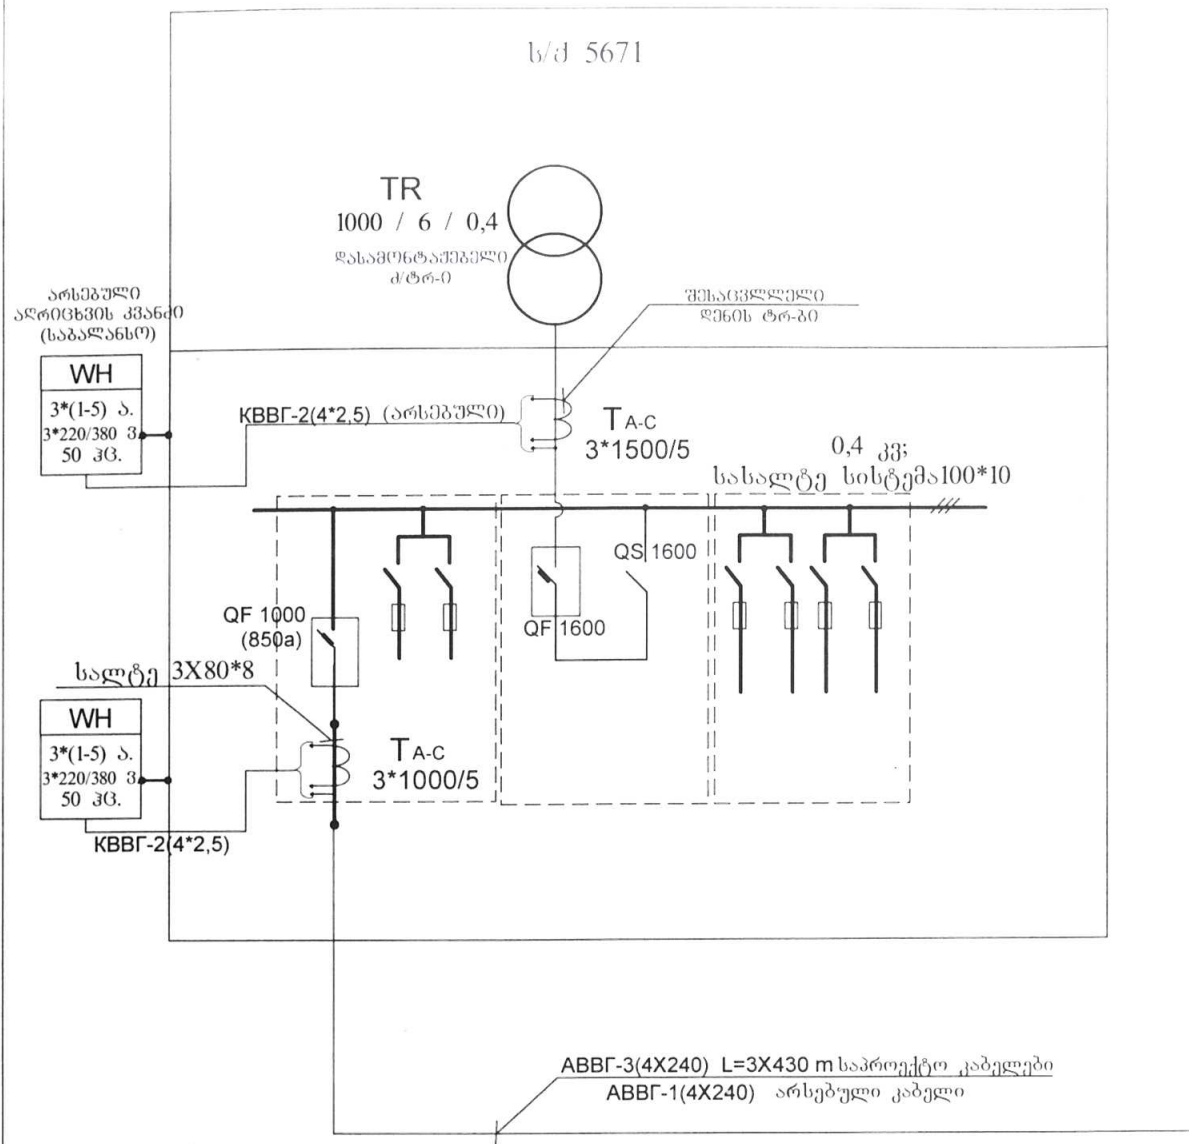 ს/ქ 5671
TR
1000 / 6 / 0,4
დასამონტაჟებელი
ძ/ტრ-ი
შესაცვლელი
დენის ტრ-ბი
არსებული
აღრიცხვის კვანძი
(საბალანსო)
WH
3*(1-5) ა.
3*220/380 ვ.
50 ჰც.
КВВГ-2(4*2,5) (არსებული)
T A-C
3*1500/5
0,4 კვ;
სასალტე სისტემა100*10
QS 1600
QF 1600
QF 1000
(850a)
სალტე 3X80*8
WH
3*(1-5) ა.
3*220/380 ვ.
50 ჰც.
T A-C
3*1000/5
КВВГ-2(4*2,5)
АВВГ-3(4X240) L=3X430 m საპროექტო კაბელები
АВВГ-1(4X240) არსებული კაბელი